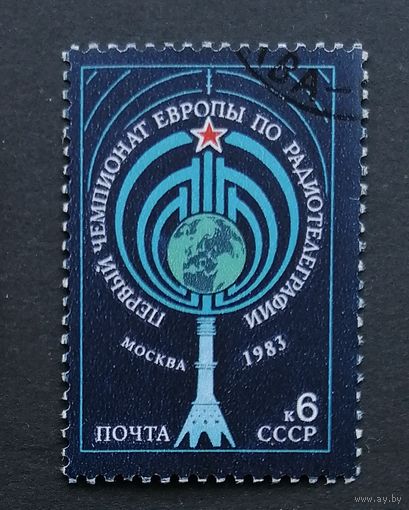 ПЕРВЫЙ ЧЕМПИОНАТ ЕВРОПЫ ПО РАДИОТЕЛЕГРАФИИ
МОСКВА 1983
ПОЧТА
к6
СССР
www.ay.by